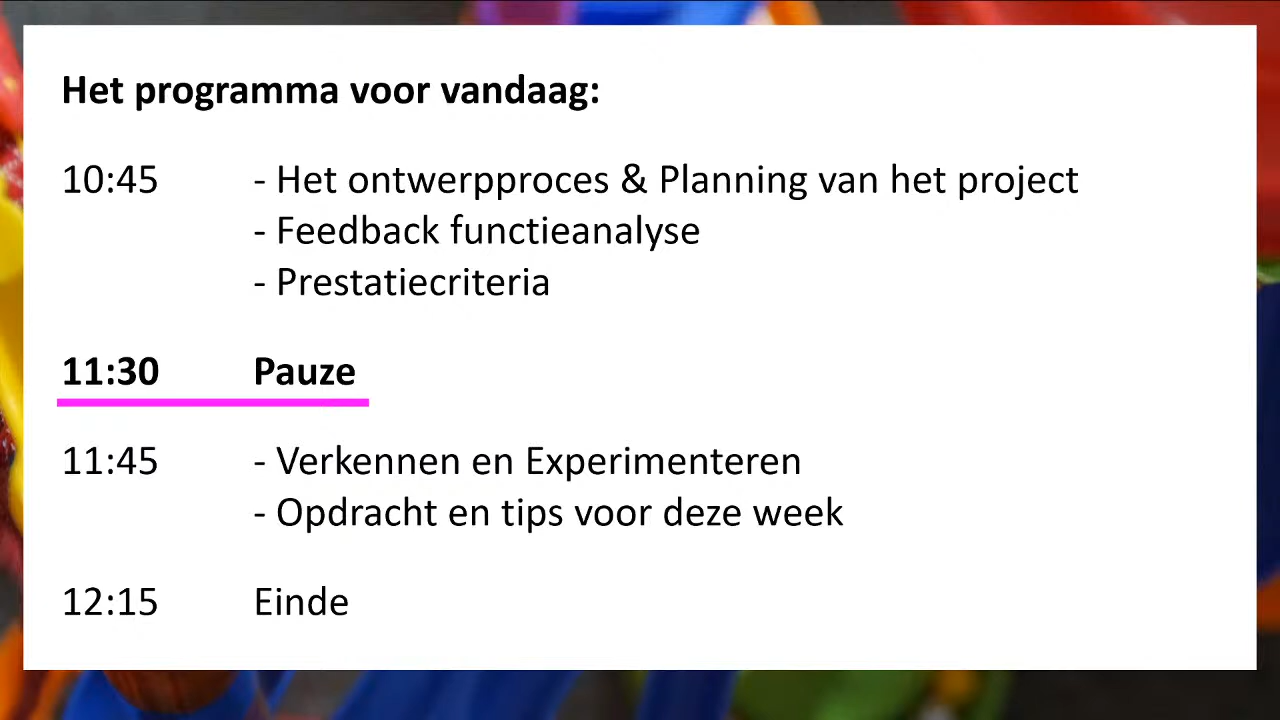 Het programma voor vandaag:
10:45 - Het ontwerpproces & Planning van het project
- Feedback functieanalyse
- Prestatiecriteria
11:30 Pauze
11:45 - Verkennen en Experimenteren
- Opdracht en tips voor deze week
12:15 Einde